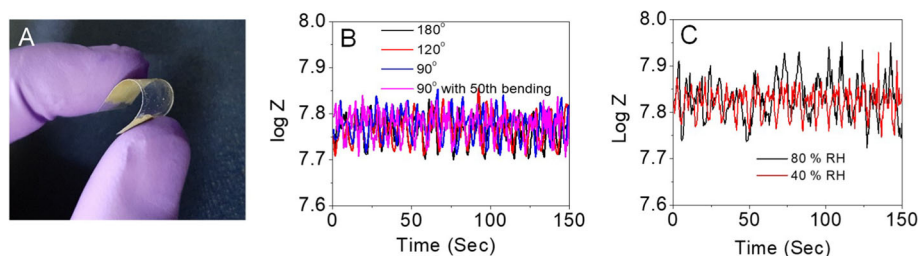 A
B
180°
120°
90°
90° with 50th bending
log Z
8.0
7.9
7.8
7.7
7.6
0
50
100
150
Time (Sec)
C
Log Z
8.0
7.9
7.8
7.7
7.6
80 % RH
40 % RH
0
50
100
150
Time (Sec)